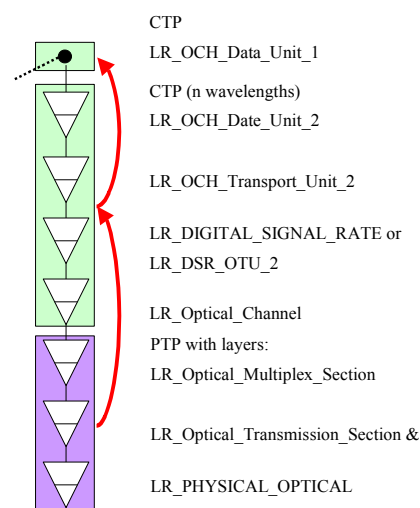 CTP
LR_OCH_Data_Unit_1
CTP (n wavelengths)
LR_OCH_Date_Unit_2
LR_OCH_Transport_Unit_2
LR_DIGITAL_SIGNAL_RATE or
LR_DSR_OTU_2
LR_Optical_Channel
PTP with layers:
LR_Optical_Multiplex_Section
LR_Optical_Transmission_Section &
LR_PHYSICAL_OPTICAL